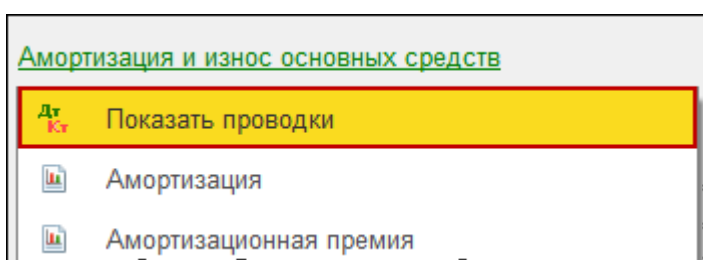 Амортизация и износ основных средств
Дт
Кт
Показать проводки
Амортизация
Амортизационная премия